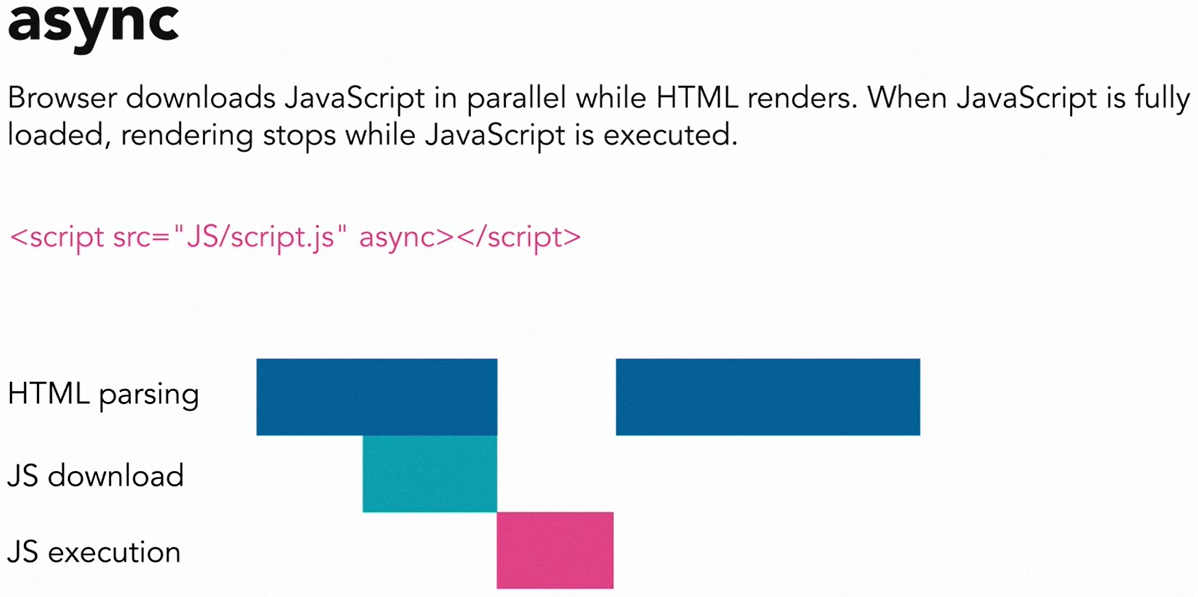 async
Browser downloads JavaScript in parallel while HTML renders. When JavaScript is fully
loaded, rendering stops while JavaScript is executed.
<script src="JS/script.js" async></script>
HTML parsing
JS download
JS execution